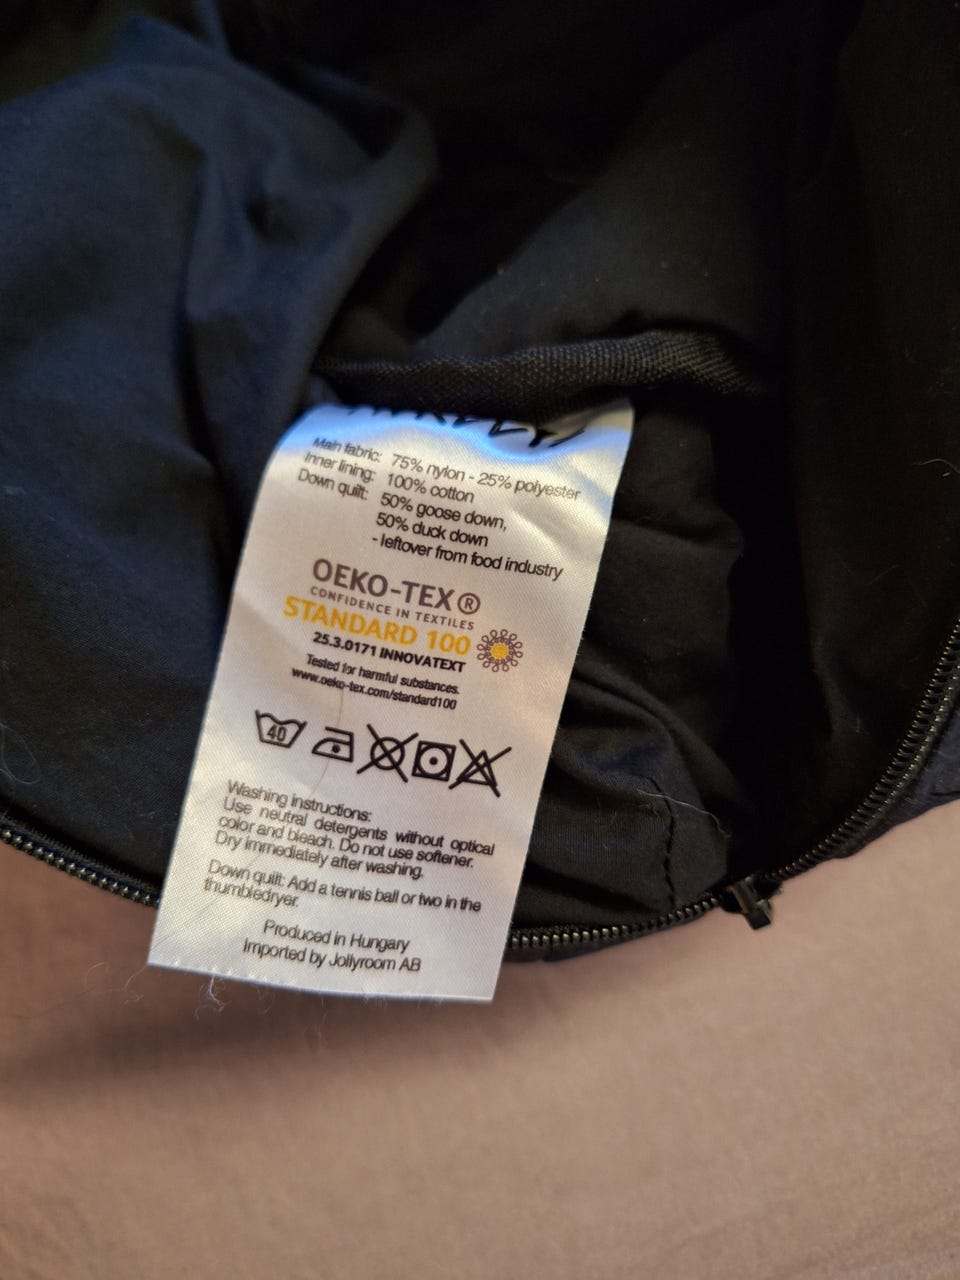 Main fabric: 75% nylon - 25% polyester
Inner lining: 100% cotton
Down quilt: 50% goose down,
50% duck down
- leftover from food industry
OEKO-TEX®
CONFIDENCE IN TEXTILES
STANDARD 100
25.3.0171 INNOVATEXT
Tested for harmful substances.
www.oeko-tex.com/standard100
40
Washing instructions:
Use neutral detergents without optical
color and bleach. Do not use softener.
Dry immediately after washing.
Down quilt: Add a tennis ball or two in the
thumbledryer.
Produced in Hungary
Imported by Jollyroom AB